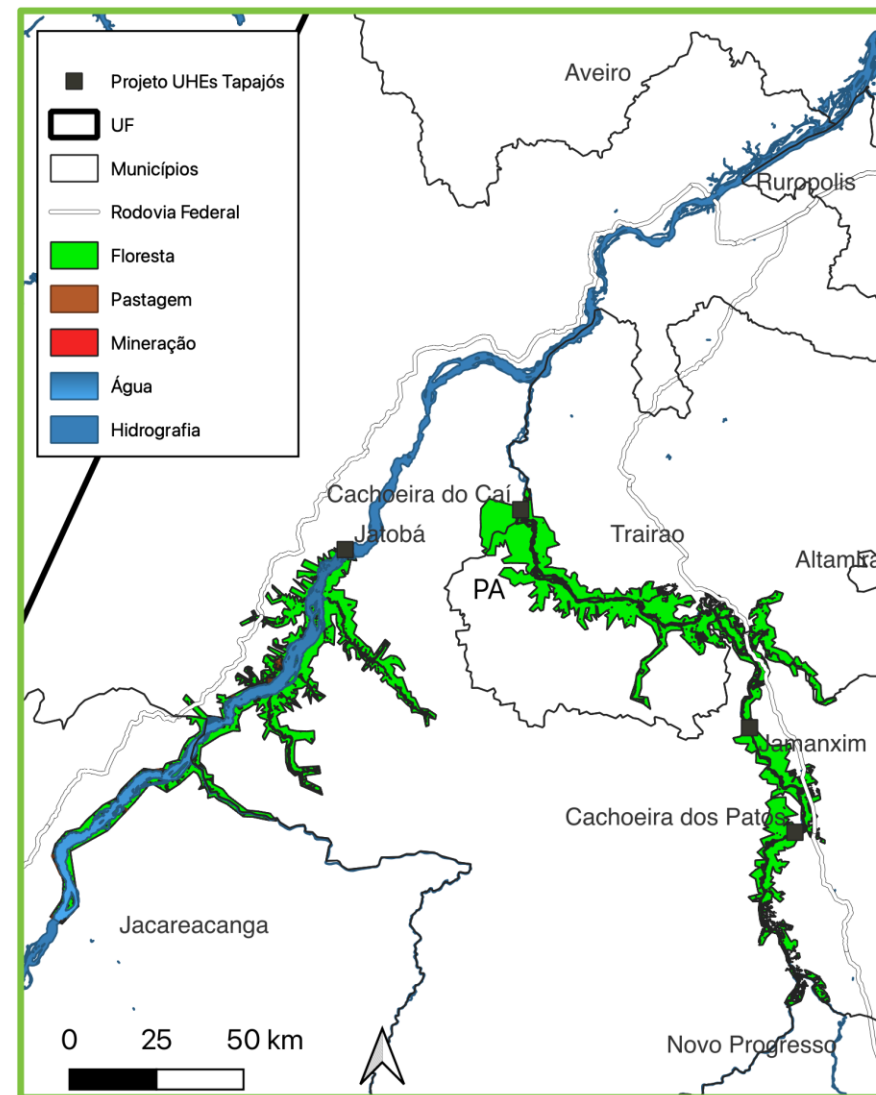 Projeto UHEs Tapajós
UF
Municípios
Rodovia Federal
Floresta
Pastagem
Mineração
Água
Hidrografia
Aveiro
Ruropolis
Cachoeira do Caí
Jatobá
Trairao
PA
Jamanxim
Cachoeira dos Patos
Jacareacanga
Novo Progresso
0 25 50 km